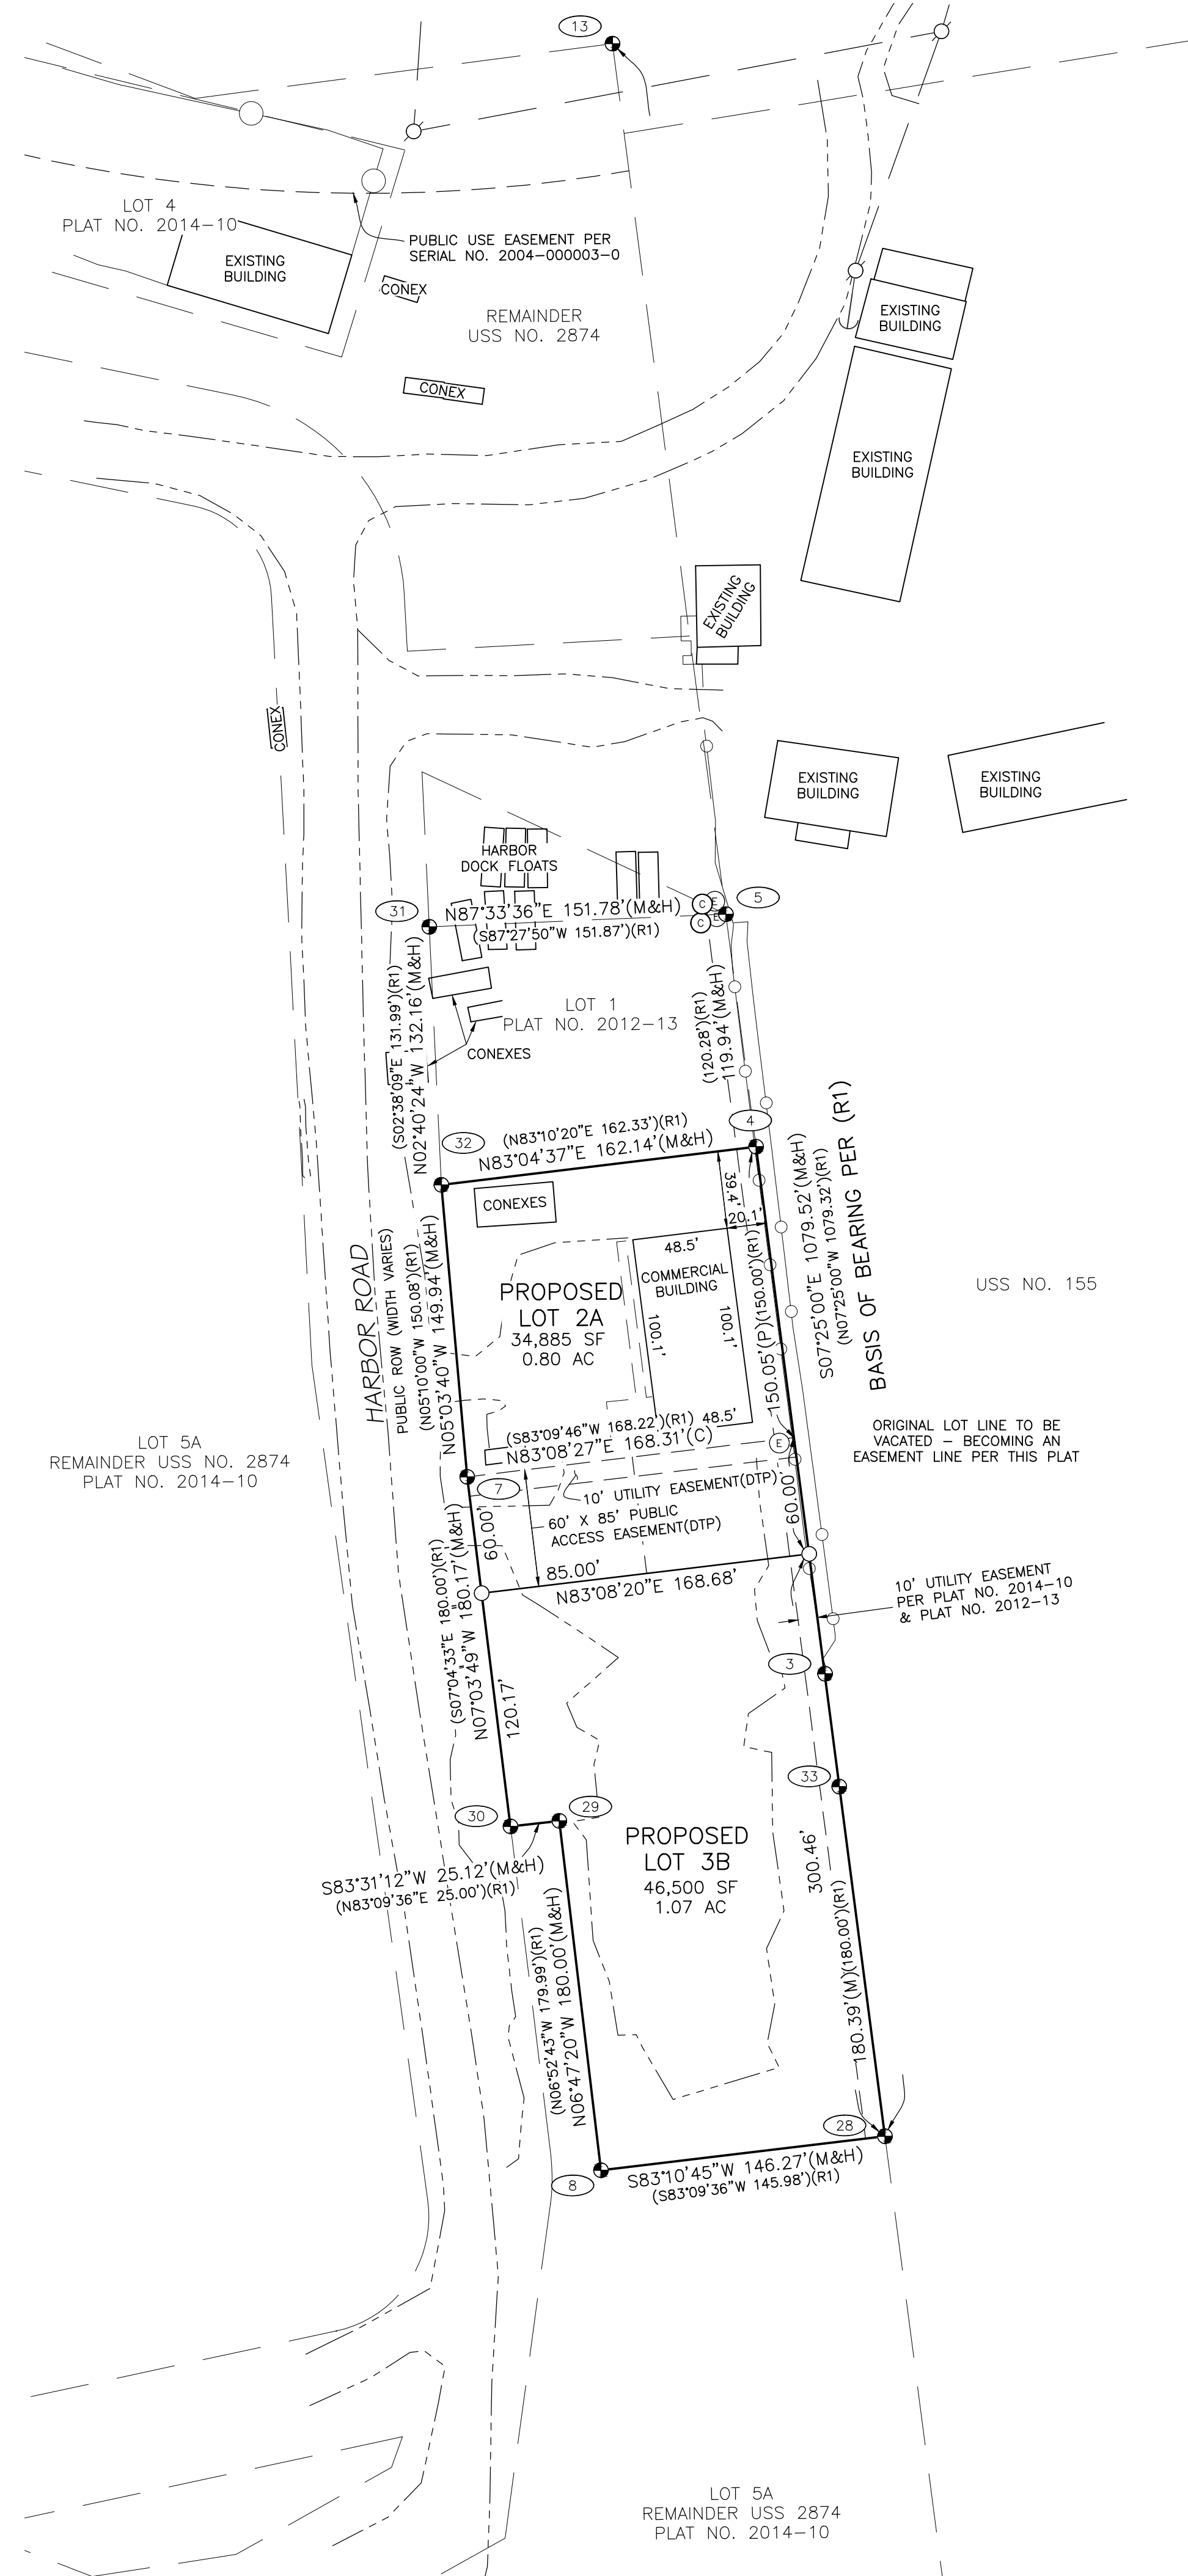 13
LOT 4
PLAT NO. 2014-10
EXISTING
BUILDING
PUBLIC USE EASEMENT PER
SERIAL NO. 2004-000003-0
CONEX
REMAINDER
USS NO. 2874
EXISTING
BUILDING
CONEX
EXISTING
BUILDING
EXISTING
BUILDING
CONEX
EXISTING
BUILDING
EXISTING
BUILDING
HARBOR
DOCK FLOATS
31
N87°33'36"E 151.78'(M&H)
(S87°27'50"W 151.87')(R1)
C
E
C
E
5
(S02°38'09"E 131.99')(R1)
N02°40'24"W 132.16'(M&H)
LOT 1
PLAT NO. 2012-13
CONEXES
(120.28')(R1)
119.94'(M&H)
4
32
(N83°10'20"E 162.33')(R1)
N83°04'37"E 162.14'(M&H)
CONEXES
39.4'
20.1'
48.5'
COMMERCIAL
BUILDING
100.1'
100.1'
PROPOSED
LOT 2A
34,885 SF
0.80 AC
HARBOR ROAD
PUBLIC ROW (WIDTH VARIES)
(N05°10'00"W 150.08')(R1)
N05°03'40"W 149.94'(M&H)
150.05'(P)(150.00')(R1)
S07°25'00"E 1079.52'(M&H)
(N07°25'00"W 1079.32')(R1)
BASIS OF BEARING PER (R1)
USS NO. 155
(S83°09'46"W 168.22')(R1) 48.5'
N83°08'27"E 168.31'(C)
E
ORIGINAL LOT LINE TO BE
VACATED - BECOMING AN
EASEMENT LINE PER THIS PLAT
LOT 5A
REMAINDER USS NO. 2874
PLAT NO. 2014-10
7
10' UTILITY EASEMENT(DTP)
60' X 85' PUBLIC
ACCESS EASEMENT(DTP)
60.00'
60.00'
85.00'
N83°08'20"E 168.68'
10' UTILITY EASEMENT
PER PLAT NO. 2014-10
& PLAT NO. 2012-13
(S07°04'33"E 180.00')(R1)
N07°03'49"W 180.17'(M&H)
120.17'
3
33
30
29
PROPOSED
LOT 3B
46,500 SF
1.07 AC
300.46'
S83°31'12"W 25.12'(M&H)
(N83°09'36"E 25.00')(R1)
(N06°52'43"W 179.99')(R1)
N06°47'20"W 180.00'(M&H)
180.39'(M)(180.00')(R1)
28
8
S83°10'45"W 146.27'(M&H)
(S83°09'36"W 145.98')(R1)
LOT 5A
REMAINDER USS 2874
PLAT NO. 2014-10